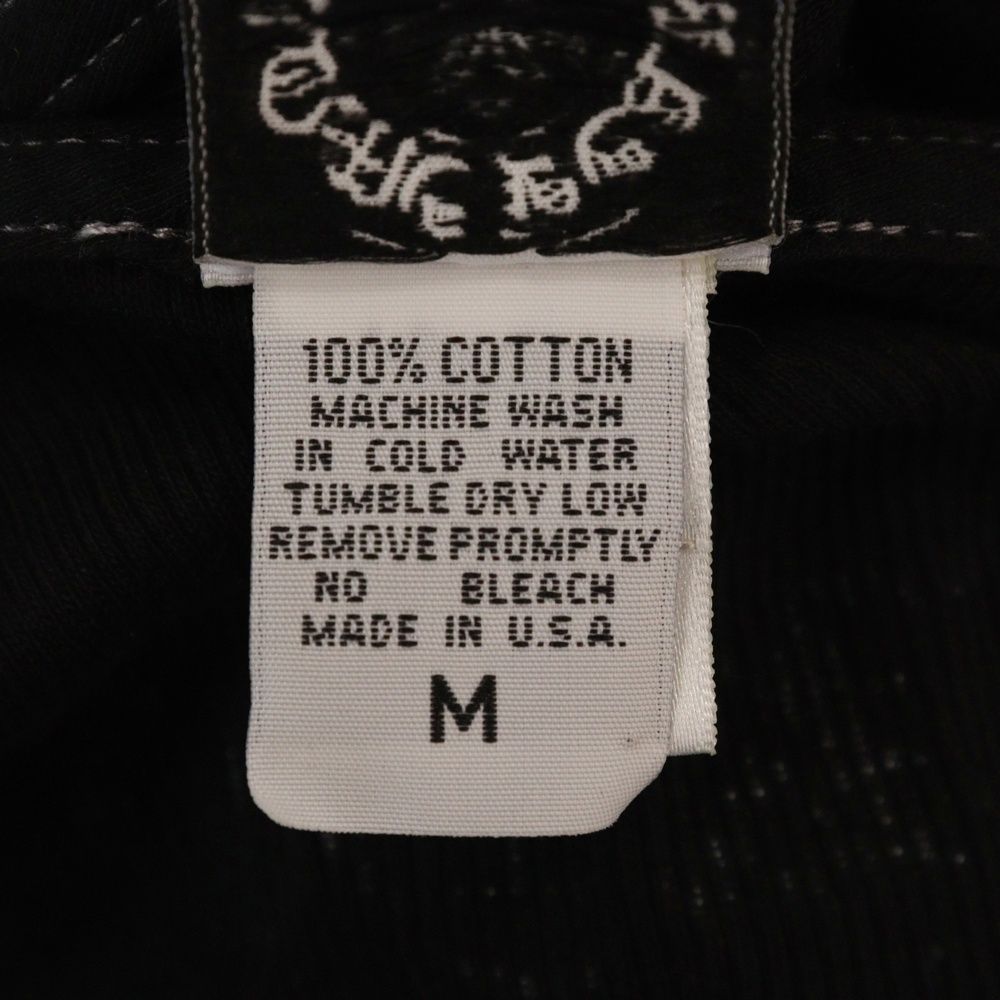 100% COTTON
MACHINE WASH
IN COLD WATER
TUMBLE DRY LOW
REMOVE PROMPTLY
NO BLEACH
MADE IN U.S.A.
M